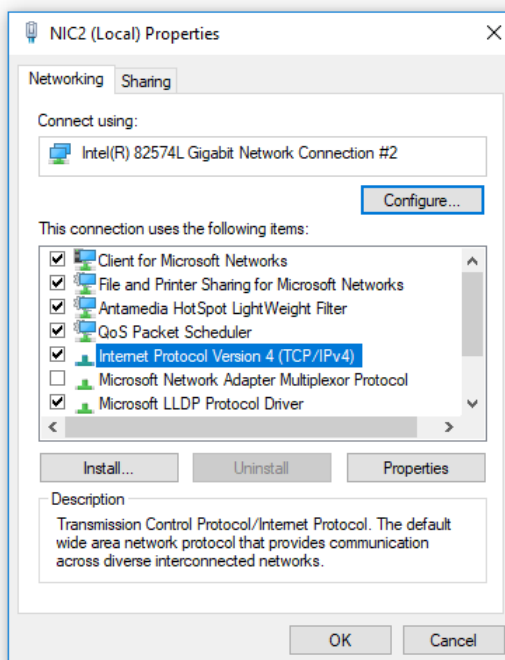 NIC2 (Local) Properties
Networking
Sharing
Connect using:
Intel(R) 82574L Gigabit Network Connection #2
Configure...
This connection uses the following items:
Client for Microsoft Networks
File and Printer Sharing for Microsoft Networks
Antamedia HotSpot LightWeight Filter
QoS Packet Scheduler
Internet Protocol Version 4 (TCP/IPv4)
Microsoft Network Adapter Multiplexor Protocol
Microsoft LLDP Protocol Driver
Install...
Uninstall
Properties
Description
Transmission Control Protocol/Internet Protocol. The default
wide area network protocol that provides communication
across diverse interconnected networks.
OK
Cancel